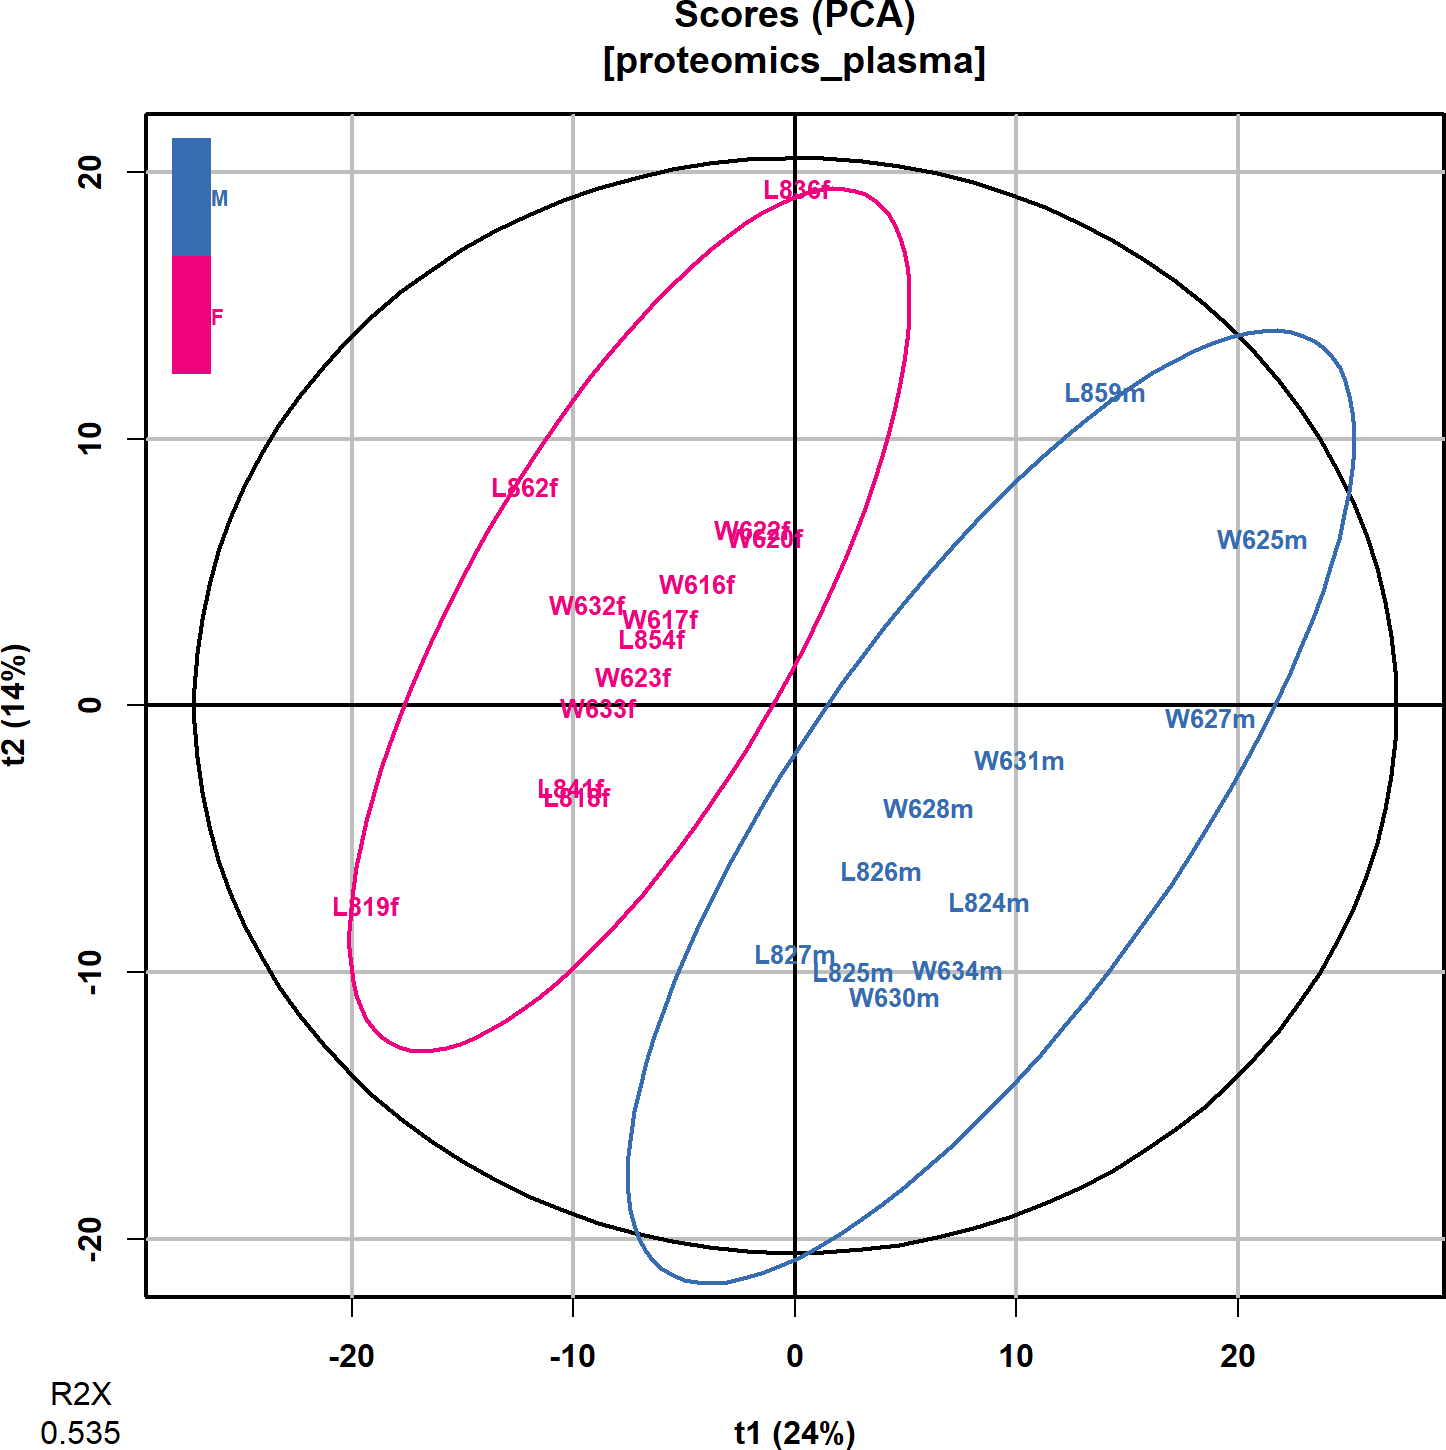 Scores (PCA)
[proteomics_plasma]
M
F
20
10
0
-10
-20
t2 (14%)
L836f
L859m
L862f
W622f
W620f
W625m
W616f
W632f
W617f
L854f
W623f
W633f
W627m
W631m
L841f
L818f
W628m
L826m
L819f
L824m
L827m
L825m
W634m
W630m
-20
-10
0
10
20
R2X
0.535
t1 (24%)